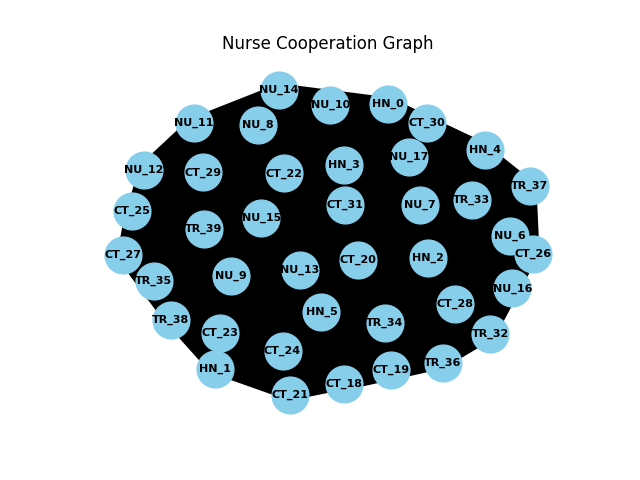 Nurse Cooperation Graph
NU_14
NU_10
HN_0
NU_11
NU_8
CT_30
HN_4
NU_17
HN_3
NU_12
CT_29
CT_22
TR_37
TR_33
CT_31
NU_7
CT_25
NU_15
TR_39
NU_6
CT_27
CT_26
HN_2
CT_20
NU_13
NU_9
TR_35
NU_16
CT_28
HN_5
TR_38
TR_34
CT_23
TR_32
CT_24
TR_36
HN_1
CT_19
CT_18
CT_21